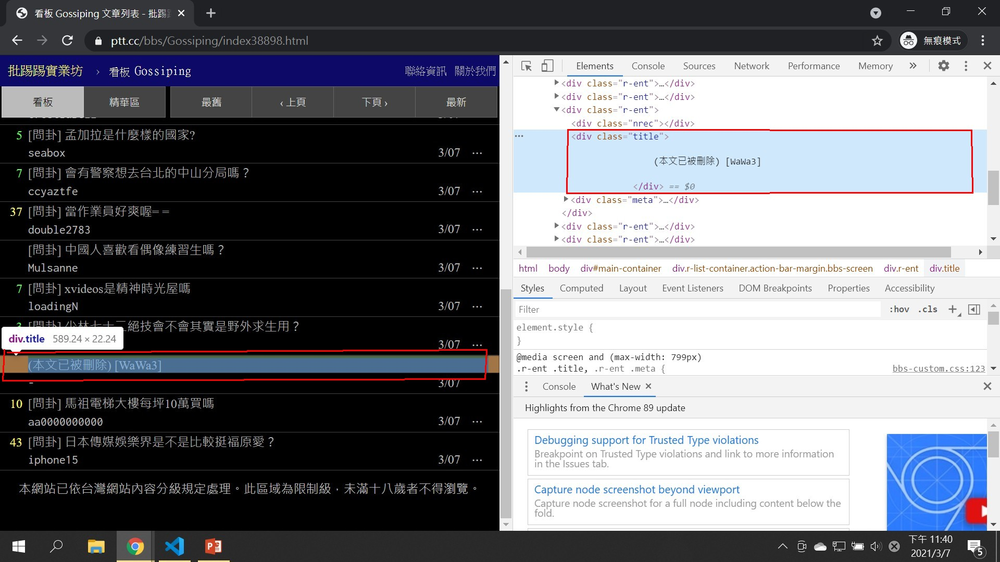 看板 Gossiping 文章列表 - 批踢
ptt.cc/bbs/Gossiping/index38898.html
無痕模式
批踢踢實業坊 › 看板 Gossiping
聯絡資訊 關於我們
看板 精華區 最舊 ‹ 上頁 下頁 › 最新
5 [問卦] 孟加拉是什麼樣的國家?
seabox 3/07 ⋯
7 [問卦] 會有警察想去台北的中山分局嗎？
ccyaztfe 3/07 ⋯
37 [問卦] 當作業員好爽喔= =
double2783 3/07 ⋯
[問卦] 中國人喜歡看偶像練習生嗎？
Mulsanne 3/07 ⋯
7 [問卦] xvideos是精神時光屋嗎
loadingN 3/07 ⋯
3 [問卦] 少林七十二絕技會不會其實是野外求生用？
div.title 589.24 × 22.24
3/07 ⋯
(本文已被刪除) [WaWa3]
- 3/07
10 [問卦] 馬祖電梯大樓每坪10萬買嗎
aa0000000000 3/07 ⋯
43 [問卦] 日本傳媒娛樂界是不是比較挺福原愛？
iphone15 3/07 ⋯
本網站已依台灣網站內容分級規定處理。此區域為限制級，未滿十八歲者不得瀏覽。
Elements Console Sources Network Performance Memory »
<div class="r-ent">…</div>
<div class="r-ent">…</div>
<div class="r-ent">
<div class="nrec"></div>
<div class="title">
(本文已被刪除) [WaWa3]
</div> == $0
<div class="meta">…</div>
</div>
<div class="r-ent">…</div>
<div class="r-ent">…</div>
html body div#main-container div.r-list-container.action-bar-margin.bbs-screen div.r-ent div.title
Styles Computed Layout Event Listeners DOM Breakpoints Properties Accessibility
Filter :hov .cls +
element.style {
}
@media screen and (max-width: 799px)
.r-ent .title, .r-ent .meta { bbs-custom.css:123
Console What's New ×
Highlights from the Chrome 89 update
Debugging support for Trusted Type violations
Breakpoint on Trusted Type violations and link to more information
in the Issues tab.
Capture node screenshot beyond viewport
Capture node screenshot for a full node including content below the
fold.
下午 11:40
2021/3/7
5